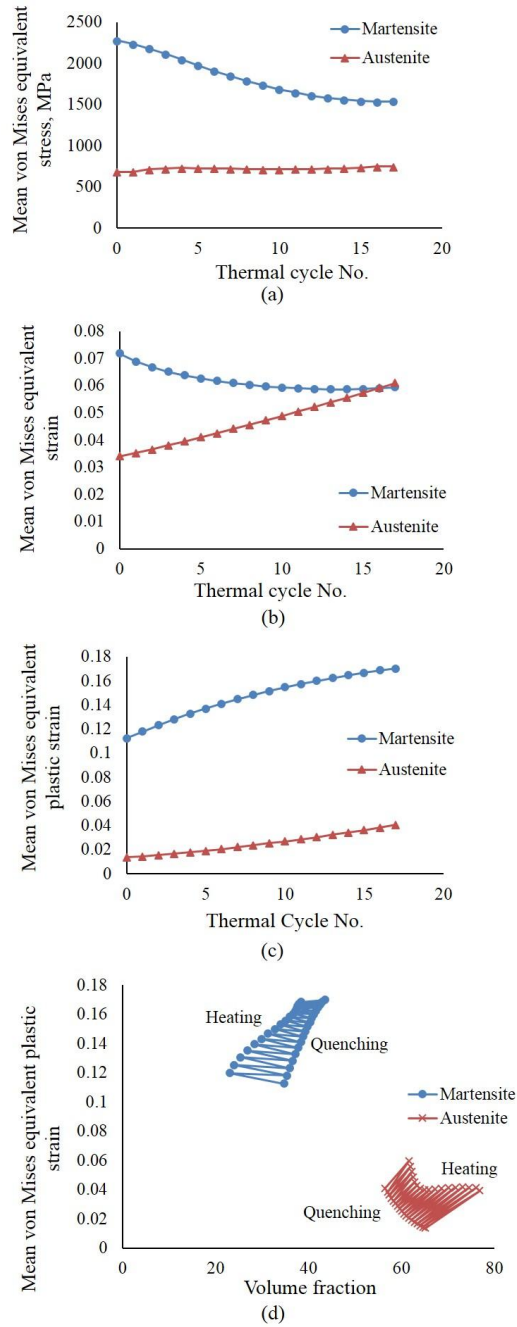 2500
2000
1500
1000
500
0
0
5
10
15
20
Mean von Mises equivalent
stress, MPa
Martensite
Austenite
Thermal cycle No.
(a)
0.08
0.07
0.06
0.05
0.04
0.03
0.02
0.01
0
0
5
10
15
20
Mean von Mises equivalent
strain
Martensite
Austenite
Thermal cycle No.
(b)
0.18
0.16
0.14
0.12
0.1
0.08
0.06
0.04
0.02
0
0
5
10
15
20
Mean von Mises equivalent
plastic strain
Martensite
Austenite
Thermal Cycle No.
(c)
0.18
0.16
0.14
0.12
0.1
0.08
0.06
0.04
0.02
0
0
20
40
60
80
Mean von Mises equivalent plastic
strain
Heating
Quenching
Martensite
Austenite
Heating
Quenching
Volume fraction
(d)